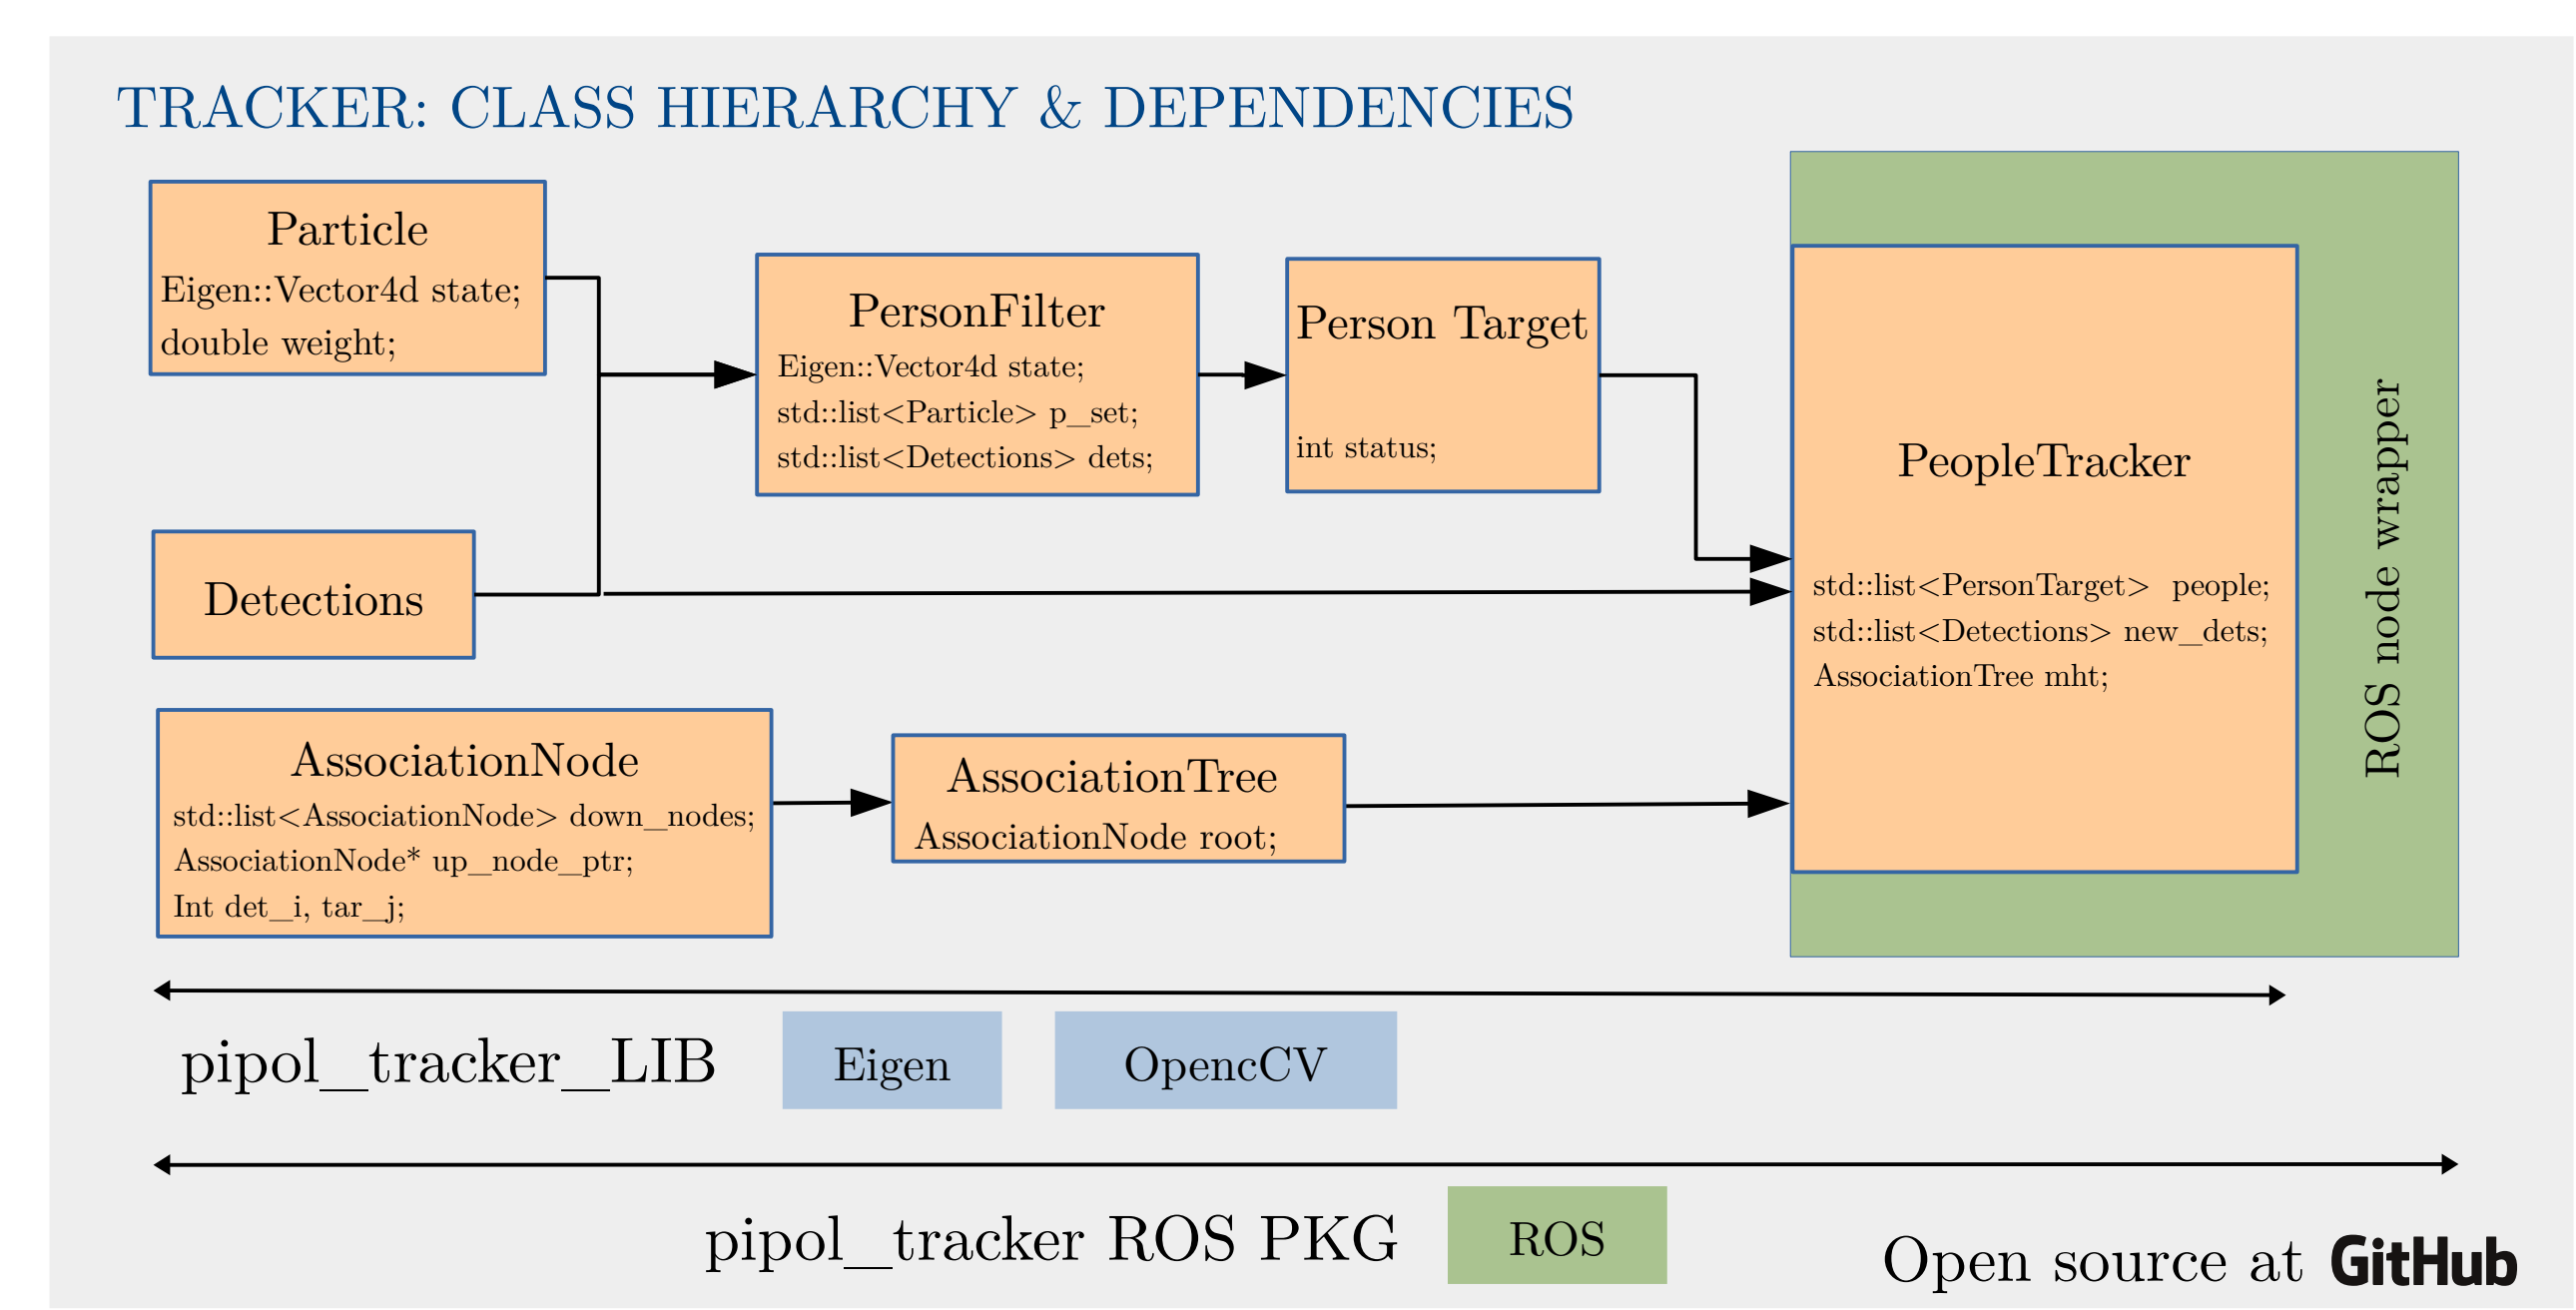 TRACKER: CLASS HIERARCHY & DEPENDENCIES
Particle
Eigen::Vector4d state;
double weight;
PersonFilter
Eigen::Vector4d state;
std::list<Particle> p_set;
std::list<Detections> dets;
Person Target
int status;
Detections
PeopleTracker
std::list<PersonTarget> people;
std::list<Detections> new_dets;
AssociationTree mht;
ROS node wrapper
AssociationNode
std::list<AssociationNode> down_nodes;
AssociationNode* up_node_ptr;
Int det_i, tar_j;
AssociationTree
AssociationNode root;
pipol_tracker_LIB
Eigen
OpencCV
pipol_tracker ROS PKG
ROS
Open source at GitHub